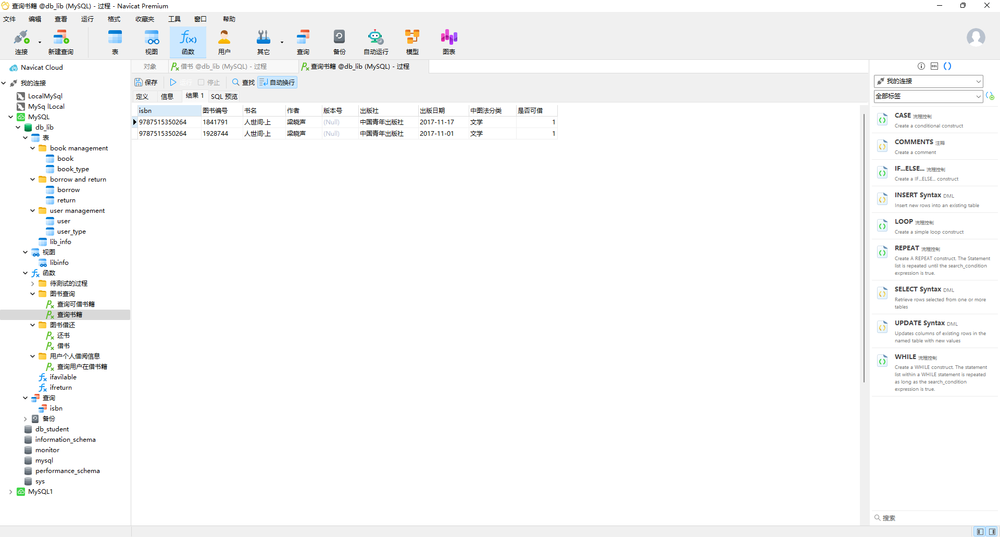 查询书籍 @db_lib (MySQL) - 过程 - Navicat Premium
文件 编辑 查看 运行 格式 收藏夹 工具 窗口 帮助
连接 新建查询 表 视图 函数 用户 其它 查询 备份 自动运行 模型 图表
Navicat Cloud
我的连接
LocalMySql
MySq lLocal
MySQL
db_lib
表
book management
book
book_type
borrow and return
borrow
return
user management
user
user_type
lib_info
视图
libinfo
函数
待测试的过程
图书查询
查询可借书籍
查询书籍
图书借还
还书
借书
用户个人借阅信息
查询用户在借书籍
ifavilable
ifreturn
查询
isbn
备份
db_student
information_schema
monitor
mysql
performance_schema
sys
MySQL1
对象 借书 @db_lib (MySQL) - 过程 查询书籍 @db_lib (MySQL) - 过程
保存 运行 停止 查找 自动换行
定义 信息 结果 1 SQL 预览
isbn 图书编号 书名 作者 版本号 出版社 出版日期 中图法分类 是否可借
9787515350264 1841791 人世间·上 梁晓声 (Null) 中国青年出版社 2017-11-17 文学 1
9787515350264 1928744 人世间·上 梁晓声 (Null) 中国青年出版社 2017-11-01 文学 1
DDL
我的连接
全部标签
CASE 流程控制
Create a conditional construct
COMMENTS 注释
Create a comment
IF...ELSE... 流程控制
Create a IF...ELSE... construct
INSERT Syntax DML
Insert new rows into an existing table
LOOP 流程控制
Create a simple loop construct
REPEAT 流程控制
Create A REPEAT construct. The Statement
list is repeated until the search_condition
expression is true.
SELECT Syntax DML
Retrieve rows selected from one or more
tables
UPDATE Syntax DML
Updates columns of existing rows in the
named table with new values
WHILE 流程控制
Create a WHILE construct. The statement
list within a WHILE statement is repeated
as long as the search_condition
expression is true.
搜索